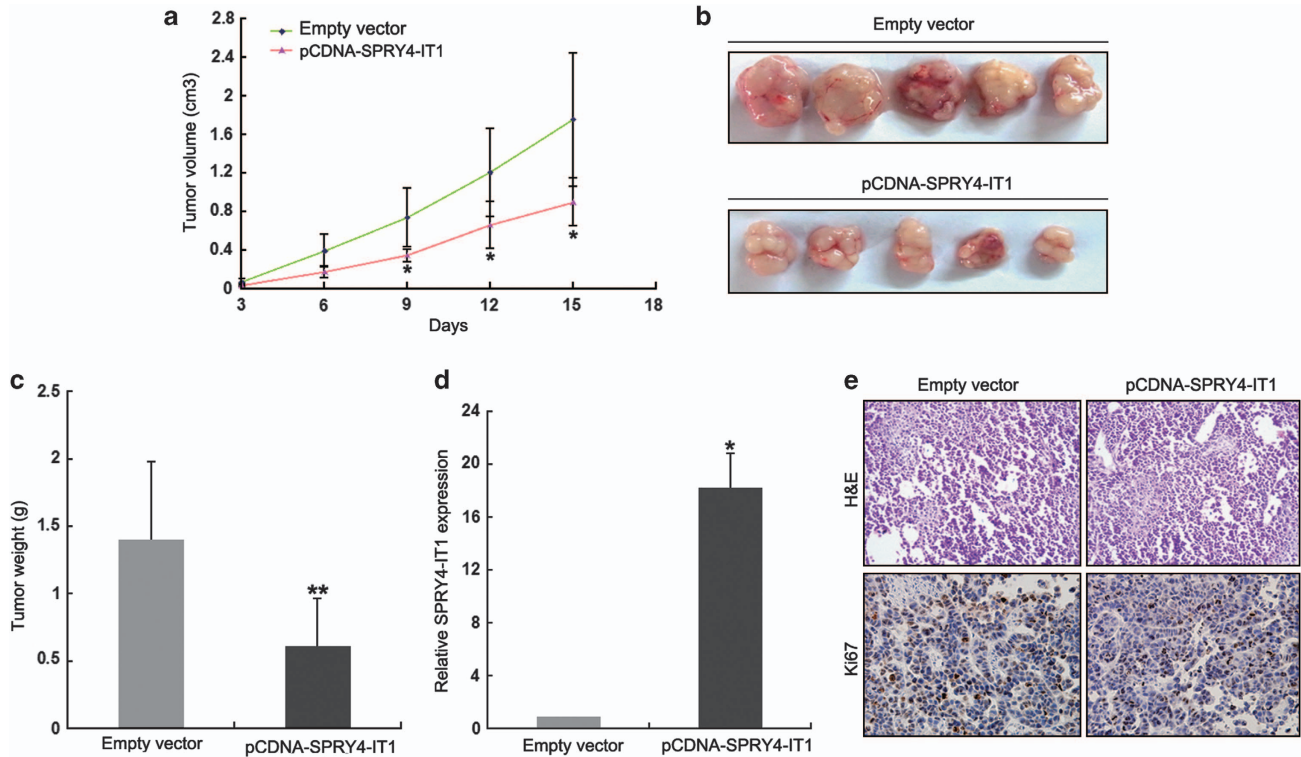 a
2.8
2.4
2
1.6
1.2
0.8
0.4
0
Tumor volume (cm3)
Empty vector
pCDNA-SPRY4-IT1
*
*
*
3
6
9
12
15
18
Days
b
Empty vector
pCDNA-SPRY4-IT1
c
2.5
2
1.5
1
0.5
0
Tumor weight (g)
**
Empty vector
pCDNA-SPRY4-IT1
d
24
20
16
12
8
4
0
Relative SPRY4-IT1 expression
*
Empty vector
pCDNA-SPRY4-IT1
e
Empty vector
pCDNA-SPRY4-IT1
H&E
Ki67